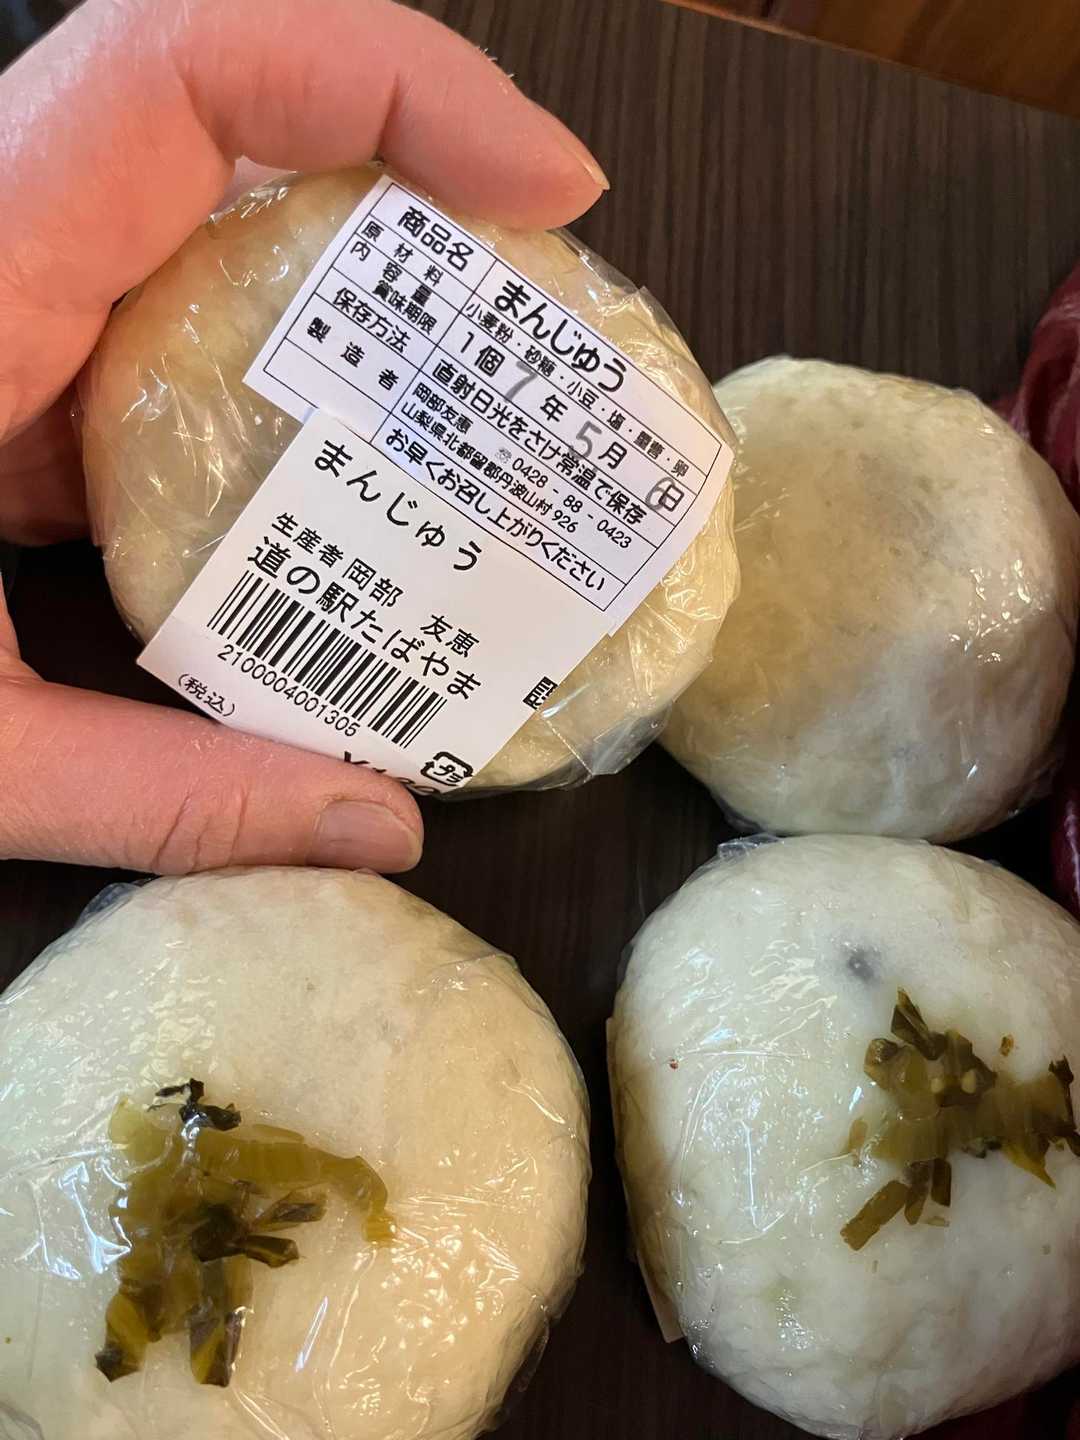 商品名 まんじゅう
原材料 小麦粉・砂糖・小豆・塩・重曹・卵
内容量 1個
賞味期限 7年5月6日
保存方法 直射日光をさけ常温で保存
製造者 岡部友恵 ☎0428-88-0423
山梨県北都留郡丹波山村926
お早くお召し上がりください
まんじゅう
生産者 岡部 友恵
道の駅たばやま
2100004001305
(税込)
プラ